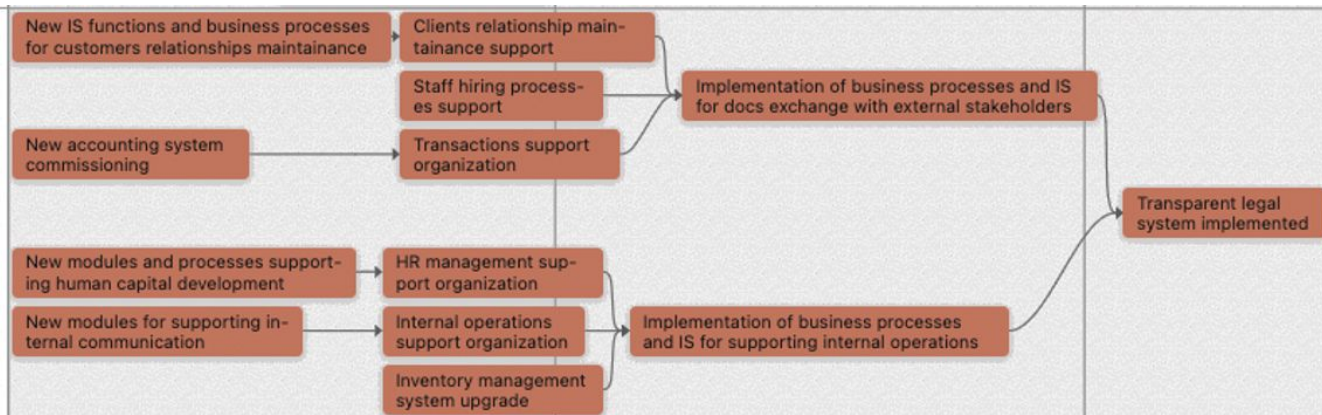 New IS functions and business processes
for customers relationships maintainance
Clients relationship main-
tainance support
Staff hiring process-
es support
Implementation of business processes and IS
for docs exchange with external stakeholders
New accounting system
commissioning
Transactions support
organization
Transparent legal
system implemented
New modules and processes support-
ing human capital development
HR management sup-
port organization
New modules for supporting in-
ternal communication
Internal operations
support organization
Implementation of business processes
and IS for supporting internal operations
Inventory management
system upgrade